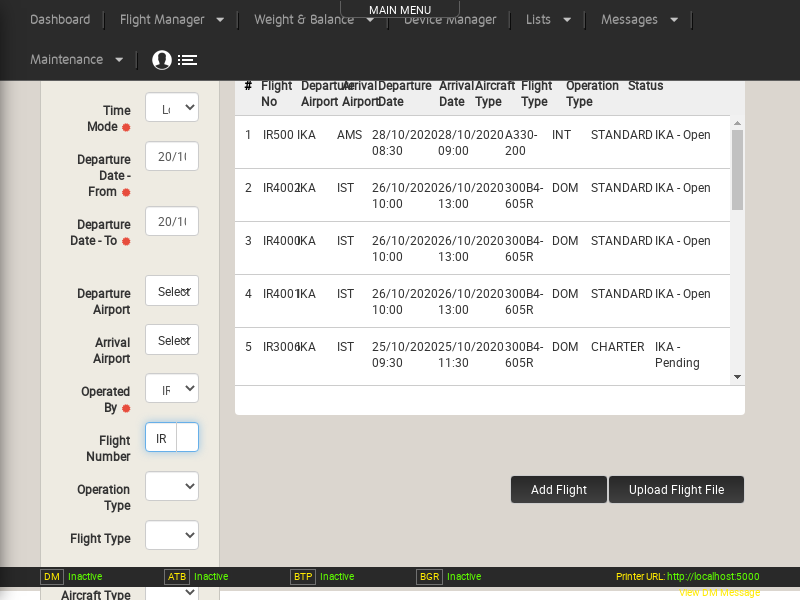 MAIN MENU
Dashboard Flight Manager Weight & Balance Device Manager Lists Messages
Maintenance
# Flight No Departure Airport Arrival Airport Departure Date Arrival Date Aircraft Type Flight Type Operation Type Status
1 IR500 IKA AMS 28/10/2020 08:30 28/10/2020 09:00 A330-200 INT STANDARD IKA - Open
2 IR4002 IKA IST 26/10/2020 10:00 26/10/2020 13:00 300B4-605R DOM STANDARD IKA - Open
3 IR4000 IKA IST 26/10/2020 10:00 26/10/2020 13:00 300B4-605R DOM STANDARD IKA - Open
4 IR4001 IKA IST 26/10/2020 10:00 26/10/2020 13:00 300B4-605R DOM STANDARD IKA - Open
5 IR3006 IKA IST 25/10/2020 09:30 25/10/2020 11:30 300B4-605R DOM CHARTER IKA - Pending
Time Mode
Departure Date - From 20/10
Departure Date - To 20/10
Departure Airport Select
Arrival Airport Select
Operated By IR
Flight Number IR
Operation Type
Flight Type
Aircraft Type
Add Flight Upload Flight File
DM Inactive ATB Inactive BTP Inactive BGR Inactive Printer URL: http://localhost:5000
View DM Message